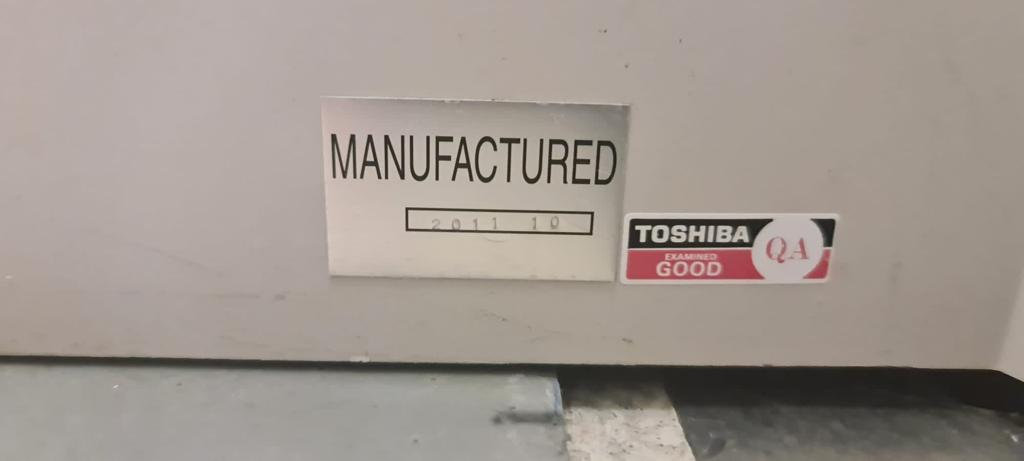 MANUFACTURED
2011 10
TOSHIBA
EXAMINED
GOOD
QA